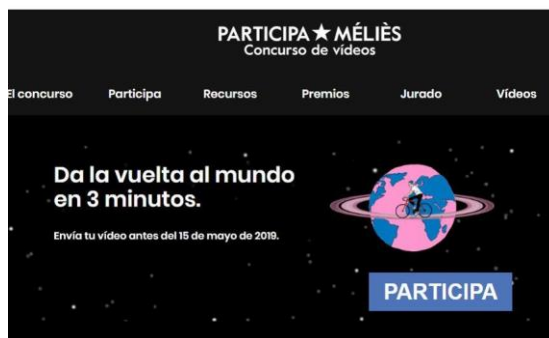 PARTICIPA★MÉLIÈS
Concurso de vídeos
El concurso Participa Recursos Premios Jurado Vídeos
Da la vuelta al mundo
en 3 minutos.
Envía tu vídeo antes del 15 de mayo de 2019.
PARTICIPA